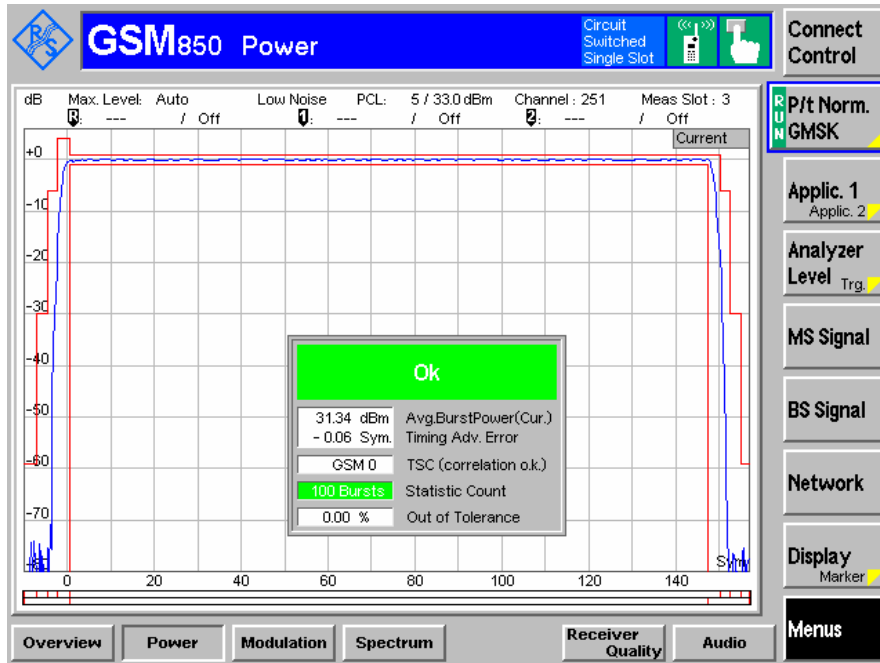 R&S
GSM850 Power
Circuit
Switched
Single Slot
Connect
Control
dB Max. Level: Auto Low Noise PCL: 5 / 33.0 dBm Channel : 251 Meas Slot : 3
R: --- / Off 1: --- / Off 2: --- / Off
Current
+0
-10
-20
-30
-40
-50
-60
-70
0 20 40 60 80 100 120 140
Ok
31.34 dBm Avg.BurstPower(Cur.)
- 0.06 Sym. Timing Adv. Error
GSM 0 TSC (correlation o.k.)
100 Bursts Statistic Count
0.00 % Out of Tolerance
RUN
P/t Norm.
GMSK
Applic. 1
Applic. 2
Analyzer
Level Trg.
MS Signal
BS Signal
Network
Display
Marker
Menus
Overview Power Modulation Spectrum Receiver Quality Audio